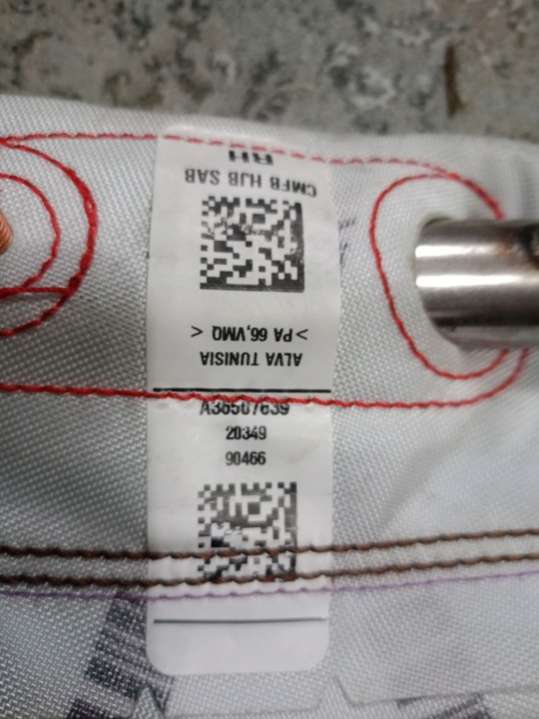 ALVA TUNISIA
>PA 66,VMQ <
CMFB HJB SAB
RH
A36507639
20349
90466